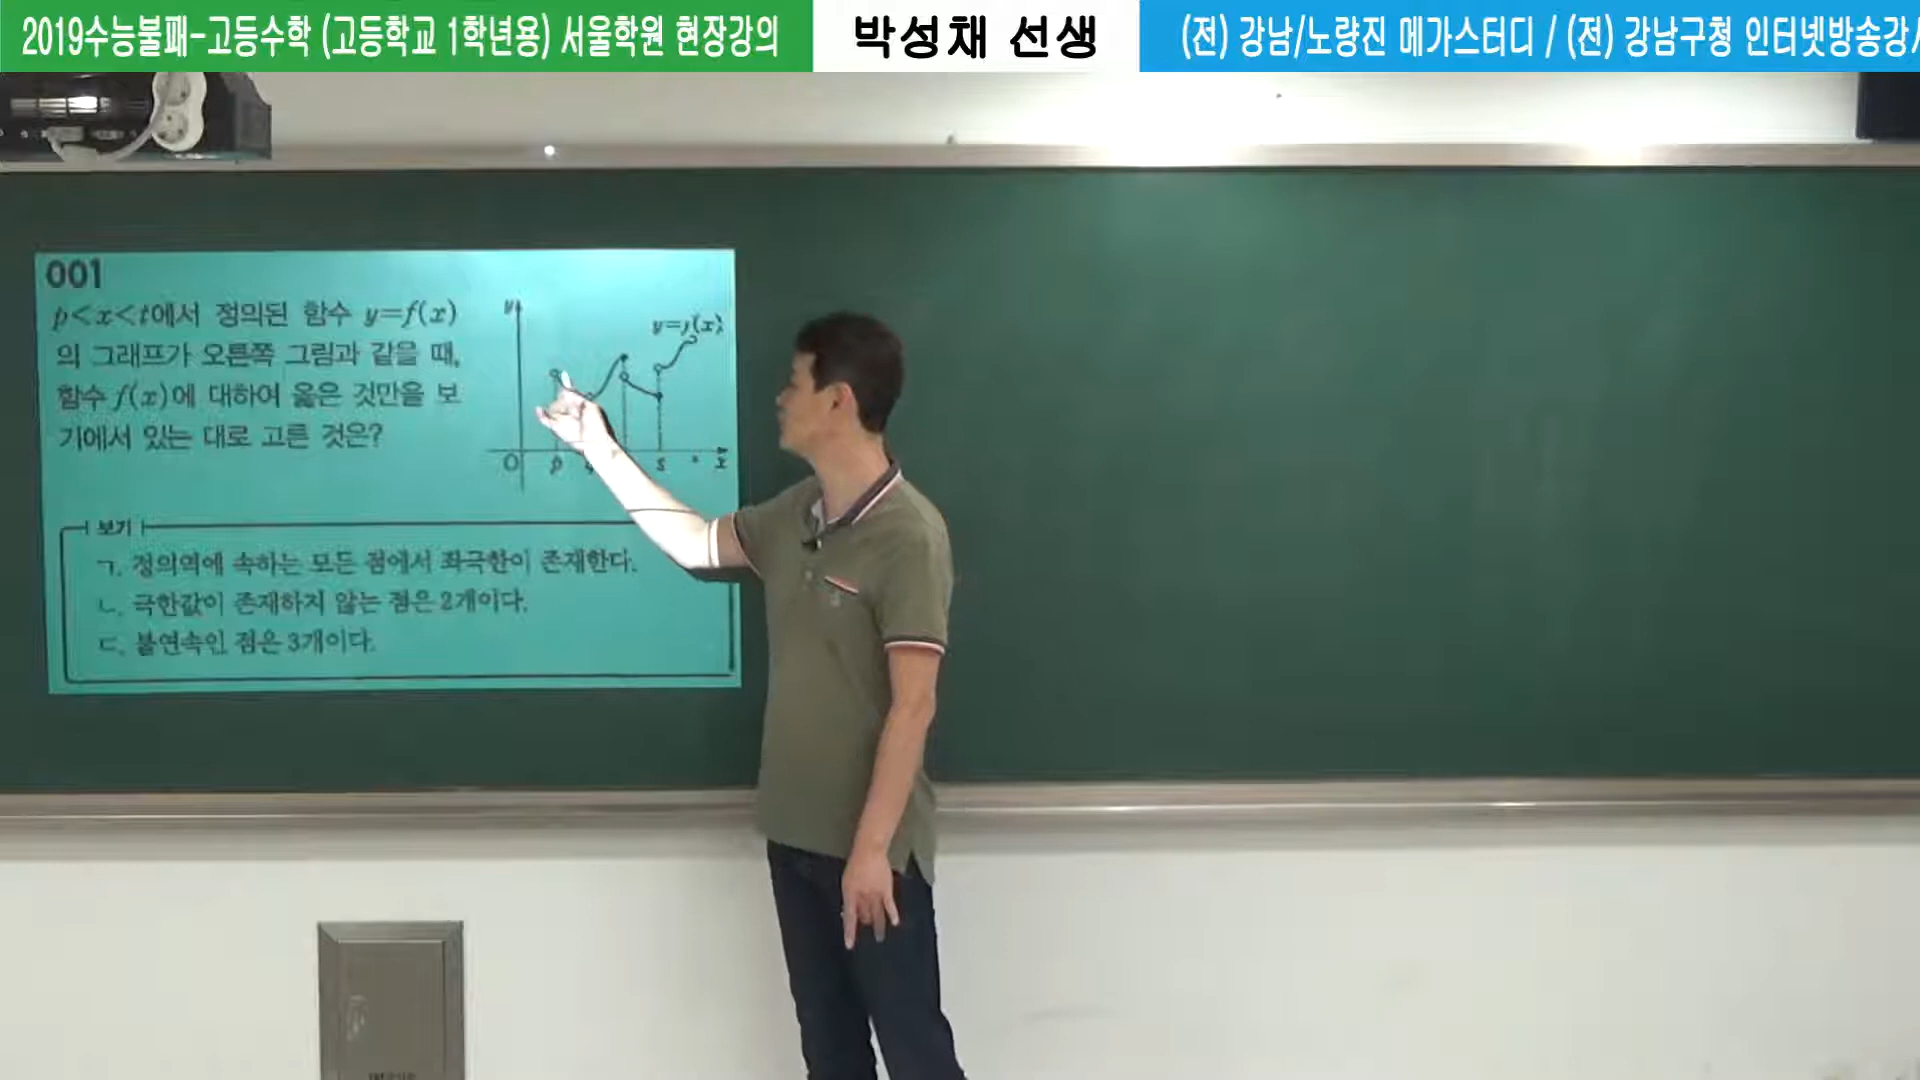 2019수능불패-고등수학 (고등학교 1학년용) 서울학원 현장강의
박성채 선생
(전) 강남/노량진 메가스터디 / (전) 강남구청 인터넷방송강사
001
p<x<t에서 정의된 함수 y=f(x)
의 그래프가 오른쪽 그림과 같을 때,
함수 f(x)에 대하여 옳은 것만을 보
기에서 있는 대로 고른 것은?
y
y=f(x)
O p s x
보기
ㄱ. 정의역에 속하는 모든 점에서 좌극한이 존재한다.
ㄴ. 극한값이 존재하지 않는 점은 2개이다.
ㄷ. 불연속인 점은 3개이다.